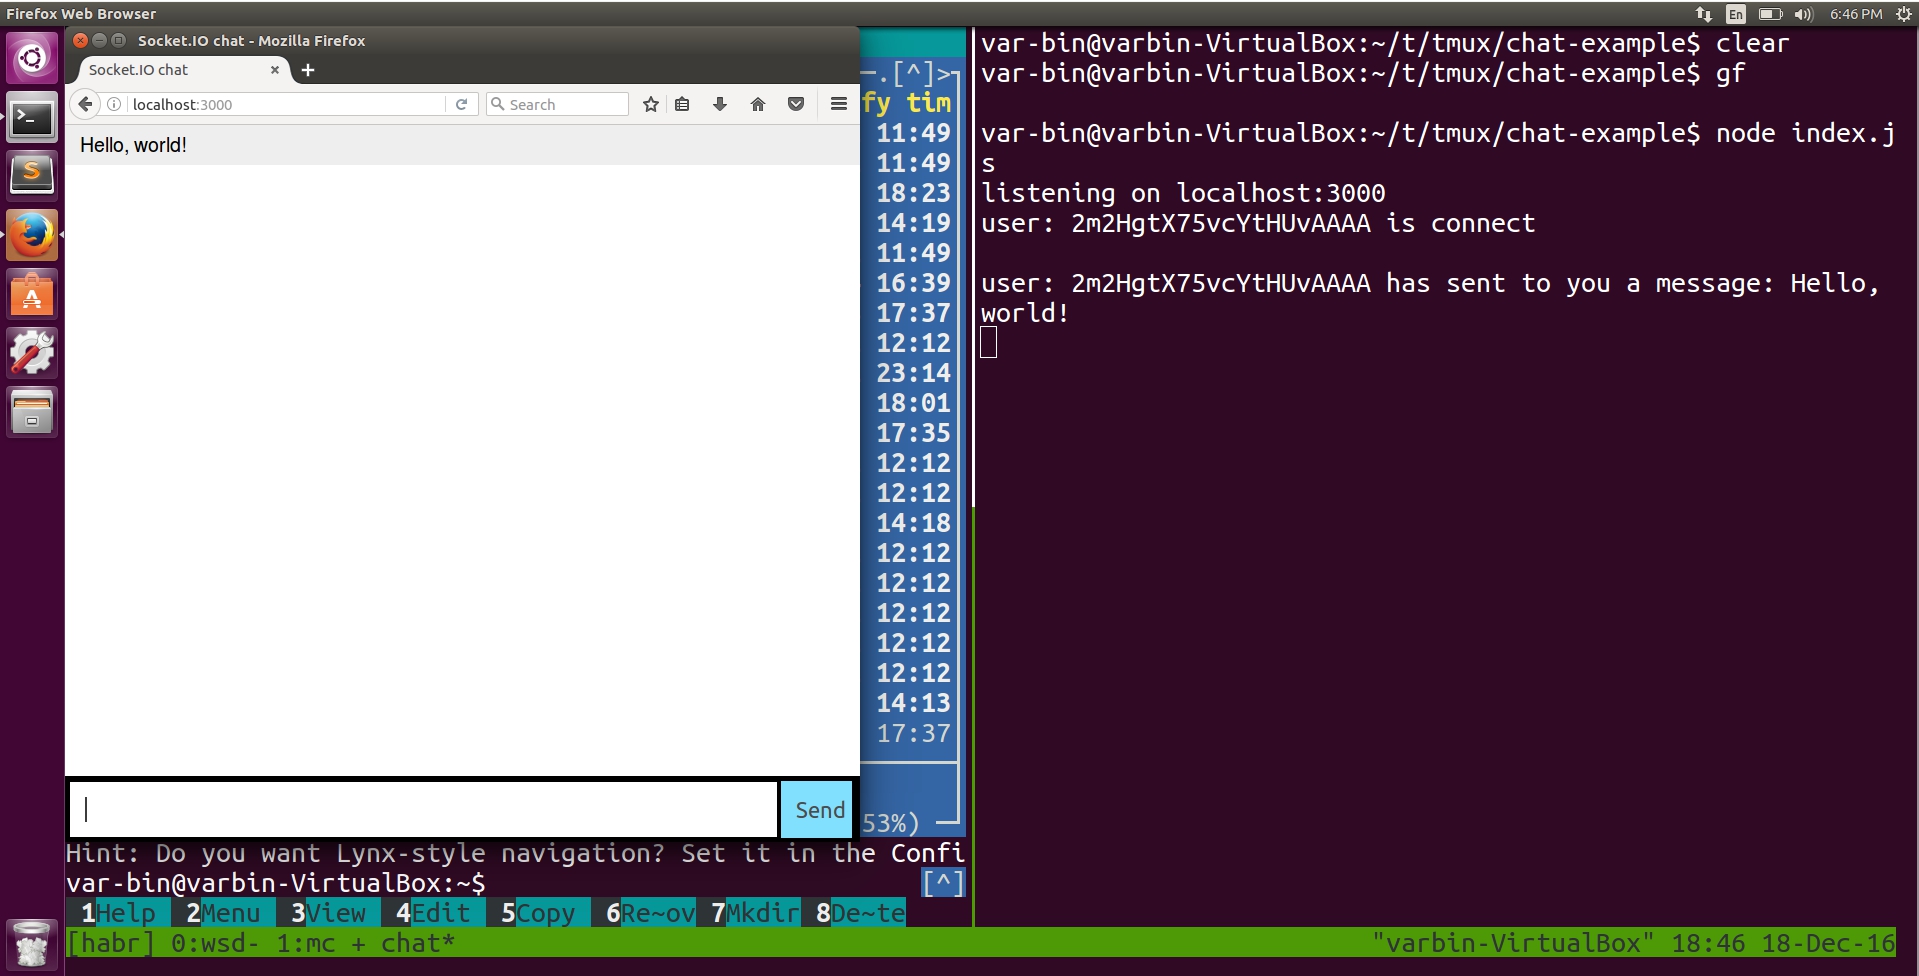 Firefox Web Browser
En
6:46 PM
Socket.IO chat - Mozilla Firefox
Socket.IO chat
localhost:3000
Search
Hello, world!
Send
.[^]>
fy tim
11:49
11:49
18:23
14:19
11:49
16:39
17:37
12:12
23:14
18:01
17:35
12:12
12:12
14:18
12:12
12:12
12:12
12:12
12:12
14:13
17:37
53%)
Hint: Do you want Lynx-style navigation? Set it in the Confi
var-bin@varbin-VirtualBox:~$
[^]
1Help 2Menu 3View 4Edit 5Copy 6Re~ov 7Mkdir 8De~te
var-bin@varbin-VirtualBox:~/t/tmux/chat-example$ clear
var-bin@varbin-VirtualBox:~/t/tmux/chat-example$ gf
var-bin@varbin-VirtualBox:~/t/tmux/chat-example$ node index.j
s
listening on localhost:3000
user: 2m2HgtX75vcYtHUvAAAA is connect
user: 2m2HgtX75vcYtHUvAAAA has sent to you a message: Hello,
world!
[habr] 0:wsd- 1:mc + chat*
"varbin-VirtualBox" 18:46 18-Dec-16